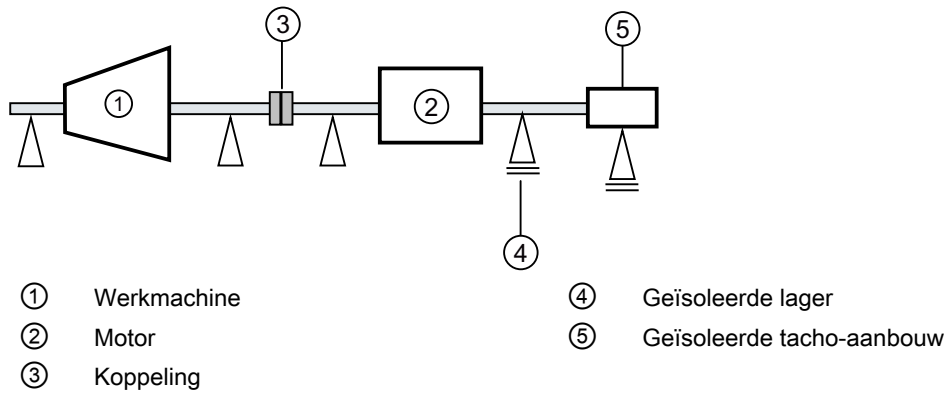 ③ ⑤
① ②
④
① Werkmachine
② Motor
③ Koppeling
④ Geïsoleerde lager
⑤ Geïsoleerde tacho-aanbouw